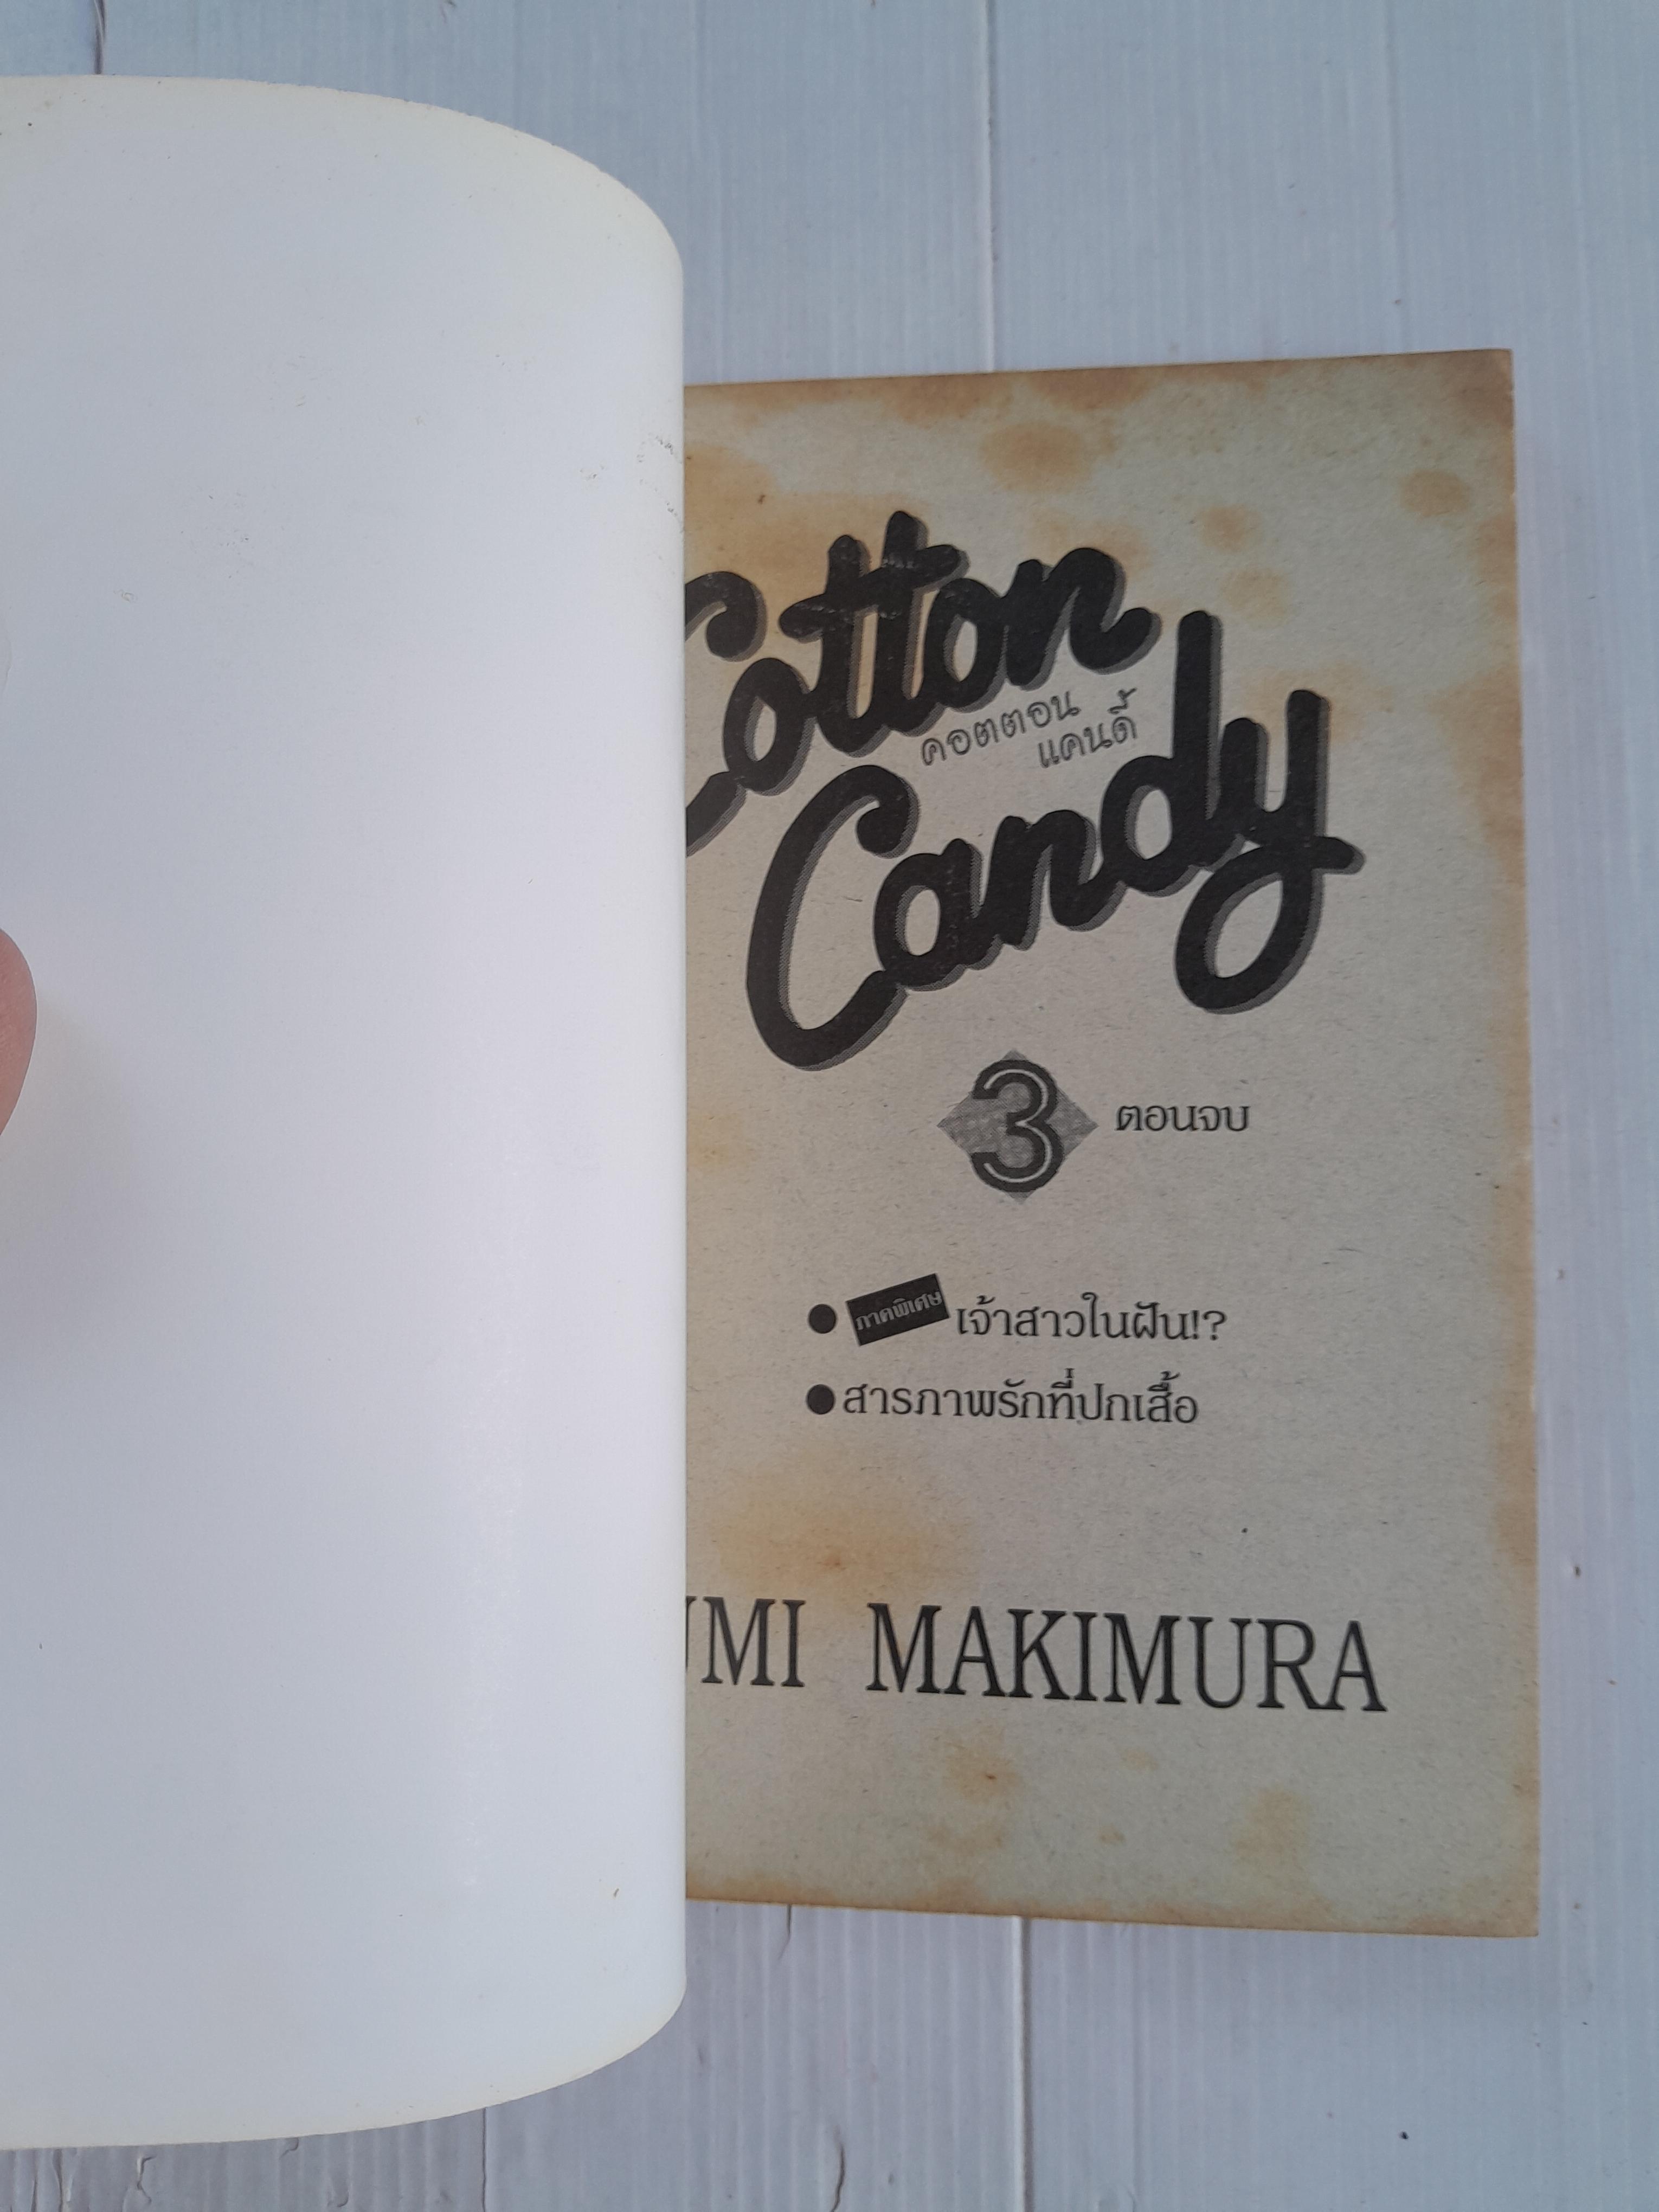 Cotton
คอตตอน
แคนดี้
Candy
3 ตอนจบ
● ภาคพิเศษ เจ้าสาวในฝัน!?
● สารภาพรักที่ปกเสื้อ
UMI MAKIMURA